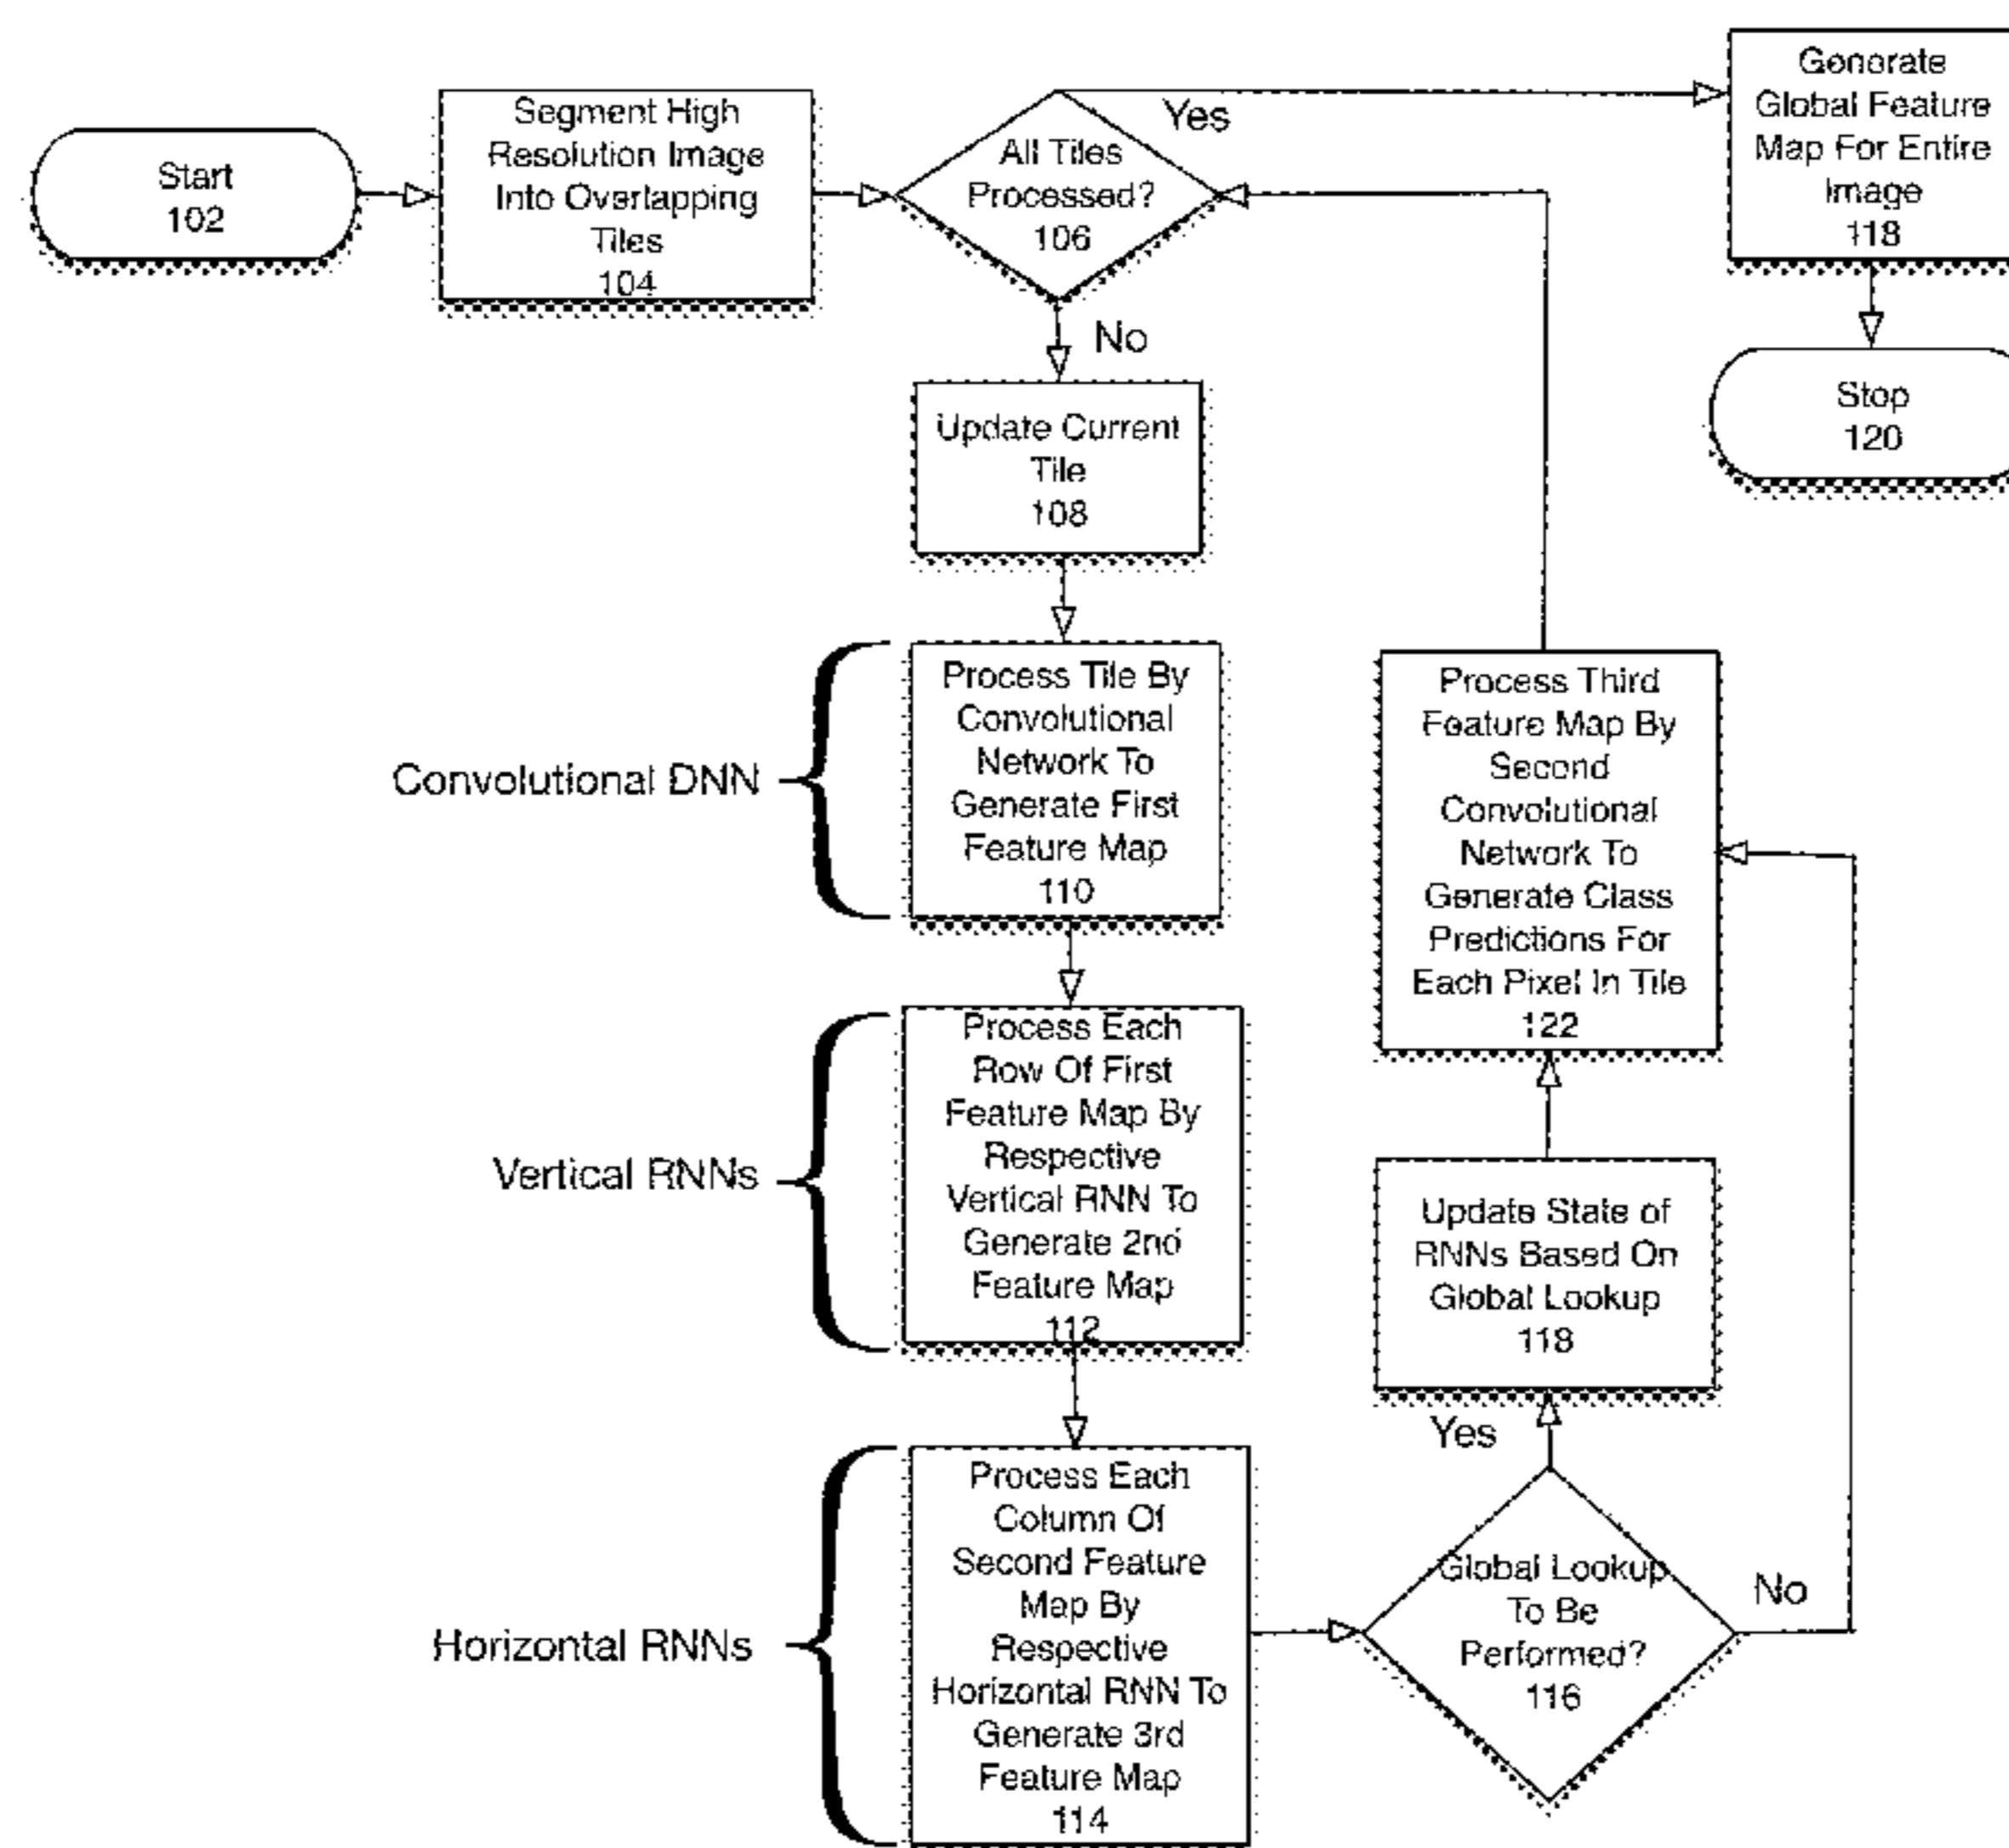 Start
102
Segment High
Resolution Image
Into Overlapping
Tiles
104
All Tiles
Processed?
106
Yes
Generate
Global Feature
Map For Entire
Image
118
Stop
120
No
Update Current
Tile
108
Convolutional DNN
Process Tile By
Convolutional
Network To
Generate First
Feature Map
110
Vertical RNNs
Process Each
Row Of First
Feature Map By
Respective
Vertical RNN To
Generate 2nd
Feature Map
112
Horizontal RNNs
Process Each
Column Of
Second Feature
Map By
Respective
Horizontal RNN To
Generate 3rd
Feature Map
114
Global Lookup
To Be
Performed?
116
Yes
No
Update State of
RNNs Based On
Global Lookup
118
Process Third
Feature Map By
Second
Convolutional
Network To
Generate Class
Predictions For
Each Pixel In Tile
122